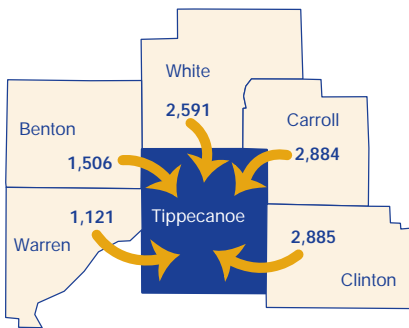 White
2,591
Benton
1,506
Carroll
2,884
1,121
Tippecanoe
Warren
2,885
Clinton